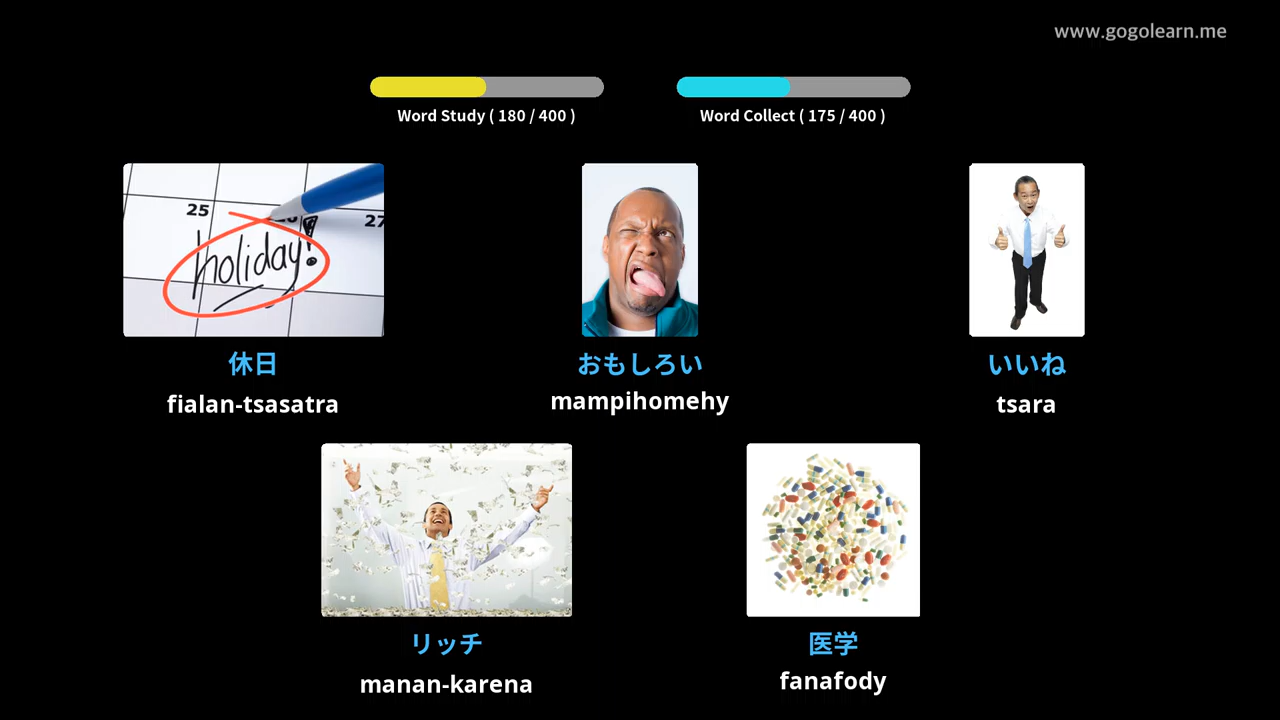 www.gogolearn.me
Word Study ( 180 / 400 )
Word Collect ( 175 / 400 )
25
27
holiday!
休日
おもしろい
いいね
fialan-tsasatra
mampihomehy
tsara
リッチ
医学
manan-karena
fanafody